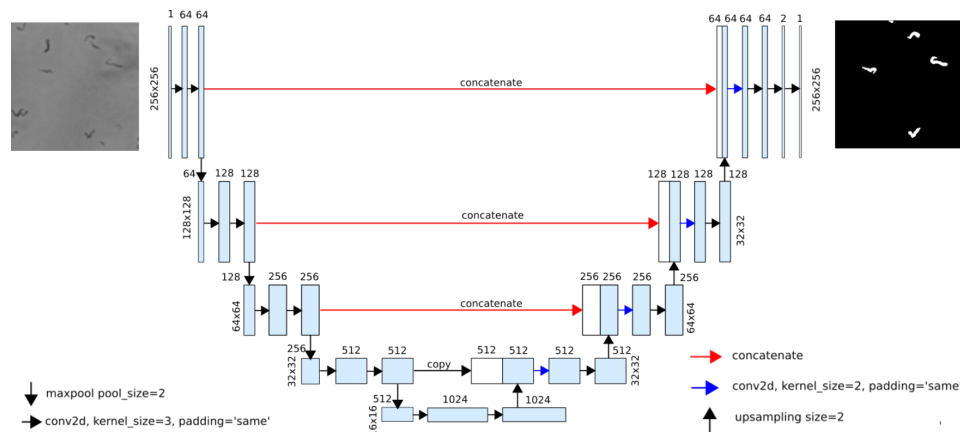 1 64 64
64 64 64 64 2 1
256x256
concatenate
256x256
64 128 128
128 128 128 128
128x128
concatenate
32x32
128 256 256
256 256 256 256
64x64
concatenate
64x64
256 512 512
copy
512 512 512 512
32x32
32x32
512 1024 1024
6x16
maxpool pool_size=2
conv2d, kernel_size=3, padding='same'
concatenate
conv2d, kernel_size=2, padding='same'
upsampling size=2